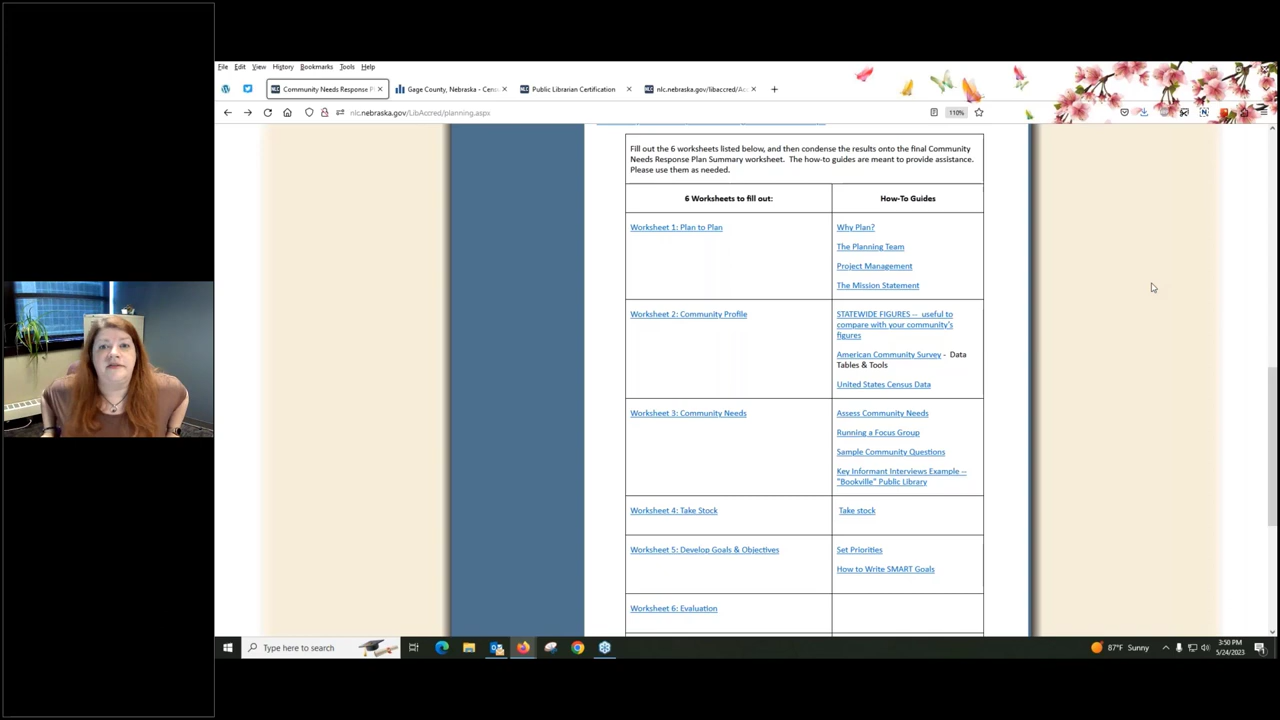 File Edit View History Bookmarks Tools Help
Community Needs Response P
Gage County, Nebraska - Cens
Public Librarian Certification
nlc.nebraska.gov/libaccred/Acc
nlc.nebraska.gov/LibAccred/planning.aspx
110%
Fill out the 6 worksheets listed below, and then condense the results onto the final Community
Needs Response Plan Summary worksheet. The how-to guides are meant to provide assistance.
Please use them as needed.
6 Worksheets to fill out:
How-To Guides
Worksheet 1: Plan to Plan
Why Plan?
The Planning Team
Project Management
The Mission Statement
Worksheet 2: Community Profile
STATEWIDE FIGURES -- useful to
compare with your community's
figures
American Community Survey - Data
Tables & Tools
United States Census Data
Worksheet 3: Community Needs
Assess Community Needs
Running a Focus Group
Sample Community Questions
Key Informant Interviews Example --
"Bookville" Public Library
Worksheet 4: Take Stock
Take stock
Worksheet 5: Develop Goals & Objectives
Set Priorities
How to Write SMART Goals
Worksheet 6: Evaluation
Type here to search
87°F Sunny
3:50 PM
5/24/2023